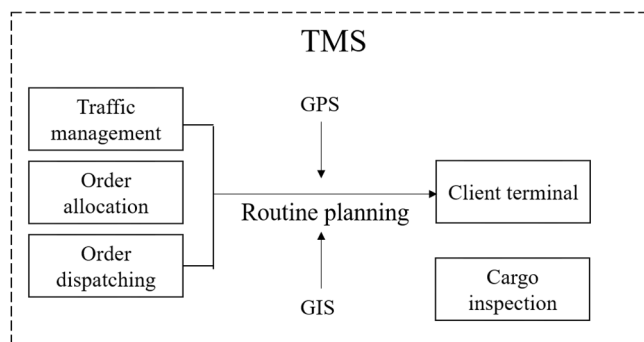 TMS
Traffic
management
Order
allocation
Order
dispatching
GPS
Routine planning
GIS
Client terminal
Cargo
inspection